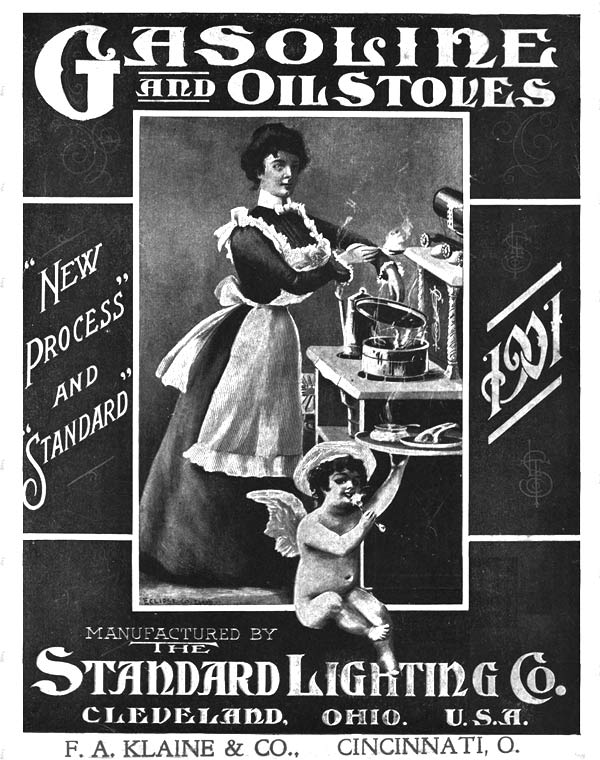 GASOLINE
AND OIL STOVES
"NEW
PROCESS"
AND
"STANDARD"
1901
MANUFACTURED BY
THE
STANDARD LIGHTING CO.
CLEVELAND, OHIO. U.S.A.
F. A. KLAINE & CO., CINCINNATI, O.